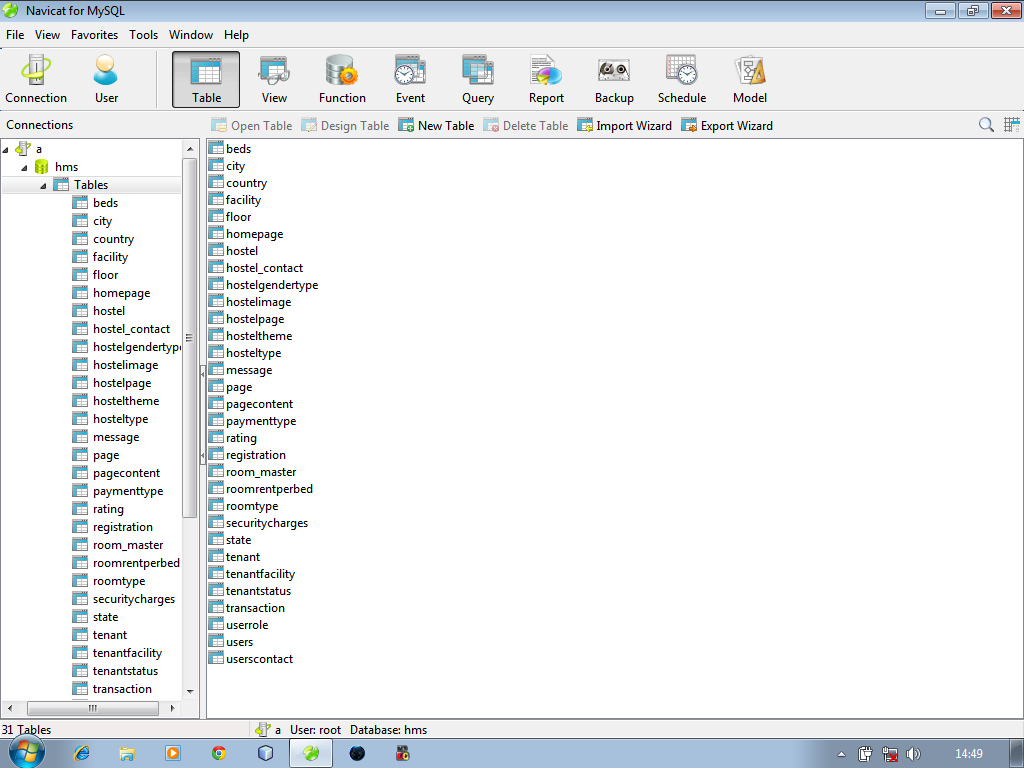 Navicat for MySQL
File View Favorites Tools Window Help
Connection User Table View Function Event Query Report Backup Schedule Model
Connections
Open Table Design Table New Table Delete Table Import Wizard Export Wizard
a
hms
Tables
beds
city
country
facility
floor
homepage
hostel
hostel_contact
hostelgendertype
hostelimage
hostelpage
hosteltheme
hosteltype
message
page
pagecontent
paymenttype
rating
registration
room_master
roomrentperbed
roomtype
securitycharges
state
tenant
tenantfacility
tenantstatus
transaction
beds
city
country
facility
floor
homepage
hostel
hostel_contact
hostelgendertype
hostelimage
hostelpage
hosteltheme
hosteltype
message
page
pagecontent
paymenttype
rating
registration
room_master
roomrentperbed
roomtype
securitycharges
state
tenant
tenantfacility
tenantstatus
transaction
userrole
users
userscontact
31 Tables a User: root Database: hms
14:49